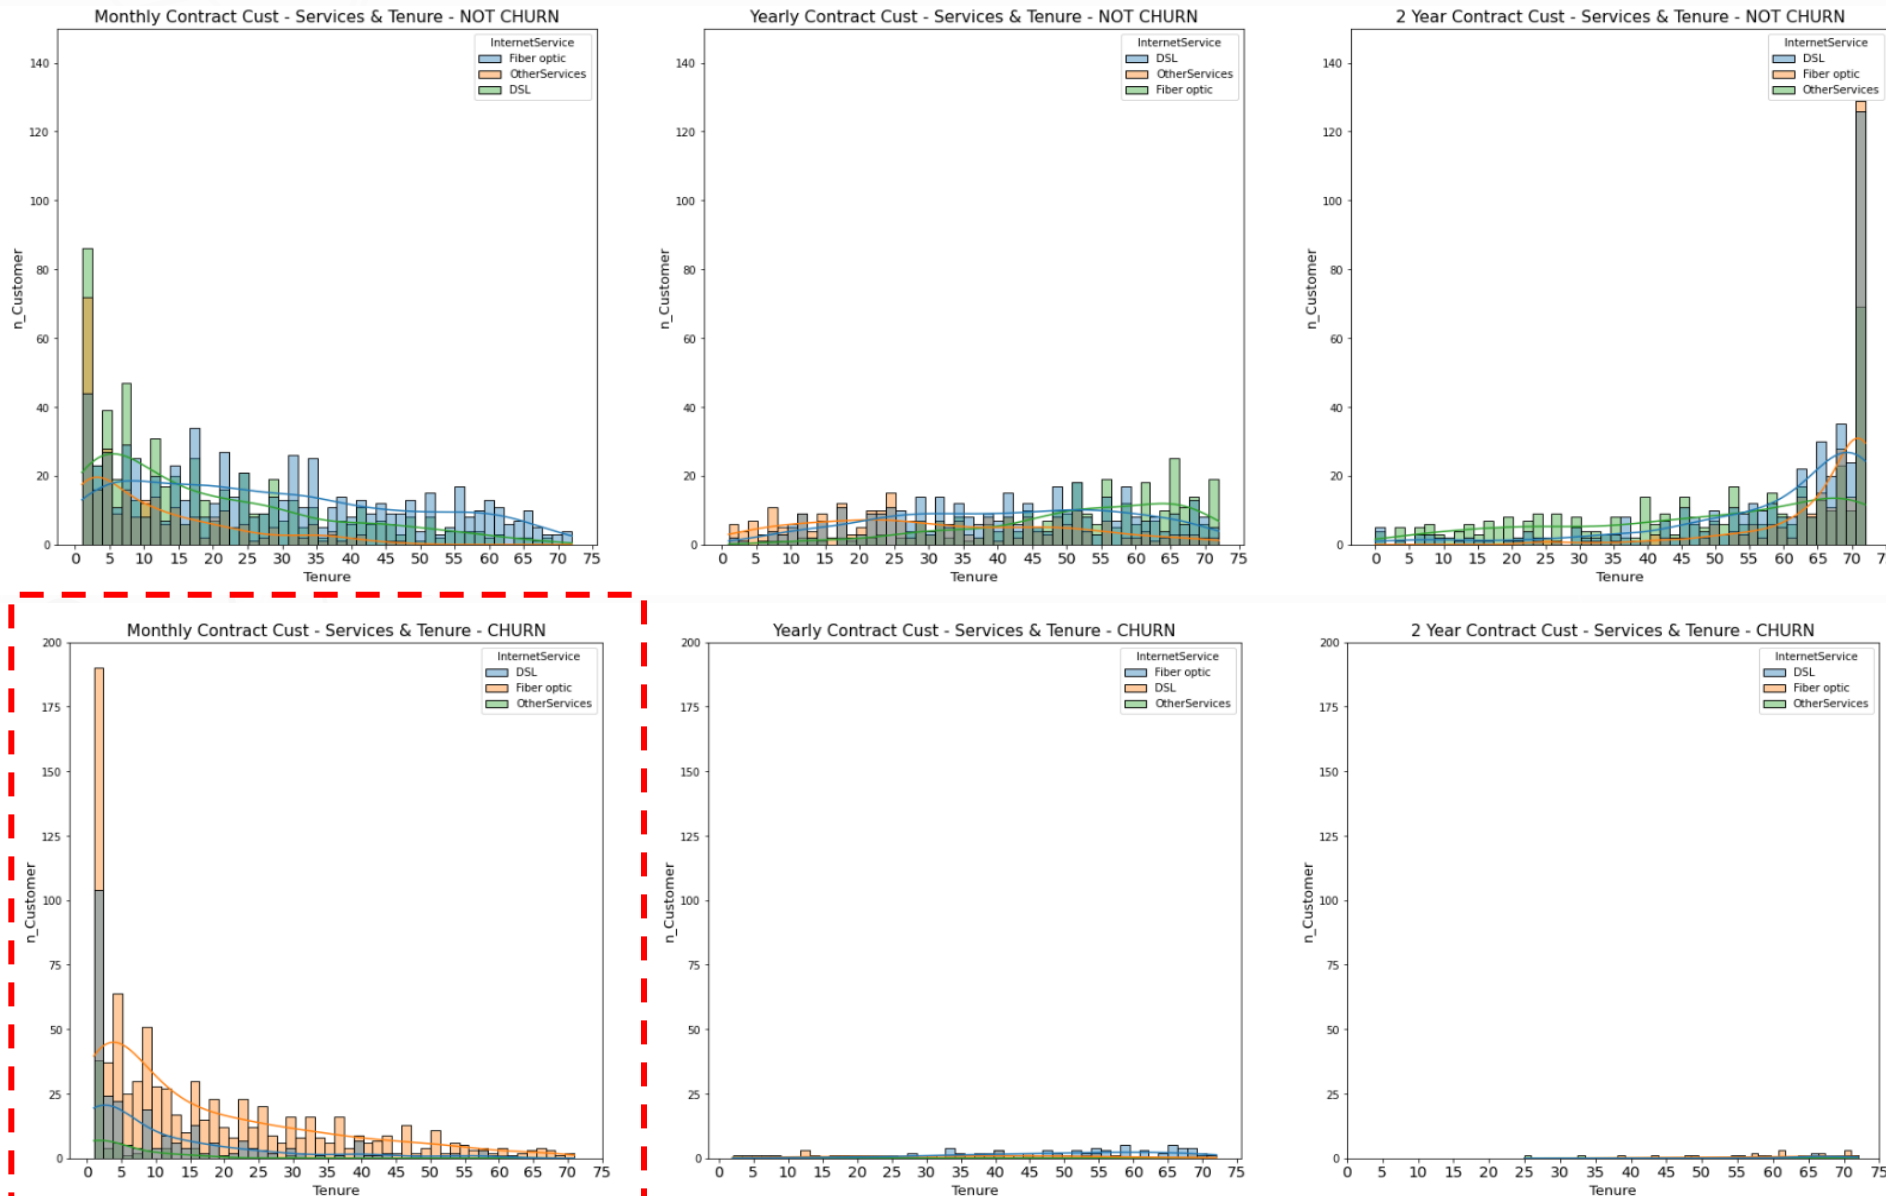 Monthly Contract Cust - Services & Tenure - NOT CHURN
InternetService
Fiber optic
OtherServices
DSL
n_Customer
140
120
100
80
60
40
20
0
0 5 10 15 20 25 30 35 40 45 50 55 60 65 70 75
Tenure
Yearly Contract Cust - Services & Tenure - NOT CHURN
InternetService
DSL
OtherServices
Fiber optic
n_Customer
140
120
100
80
60
40
20
0
0 5 10 15 20 25 30 35 40 45 50 55 60 65 70 75
Tenure
2 Year Contract Cust - Services & Tenure - NOT CHURN
InternetService
DSL
Fiber optic
OtherServices
n_Customer
140
120
100
80
60
40
20
0
0 5 10 15 20 25 30 35 40 45 50 55 60 65 70
Tenure
Monthly Contract Cust - Services & Tenure - CHURN
InternetService
DSL
Fiber optic
OtherServices
n_Customer
200
175
150
125
100
75
50
25
0
0 5 10 15 20 25 30 35 40 45 50 55 60 65 70 75
Tenure
Yearly Contract Cust - Services & Tenure - CHURN
InternetService
Fiber optic
DSL
OtherServices
n_Customer
200
175
150
125
100
75
50
25
0
0 5 10 15 20 25 30 35 40 45 50 55 60 65 70 75
Tenure
2 Year Contract Cust - Services & Tenure - CHURN
InternetService
DSL
Fiber optic
OtherServices
n_Customer
200
175
150
125
100
75
50
25
0
0 5 10 15 20 25 30 35 40 45 50 55 60 65 70 75
Tenure